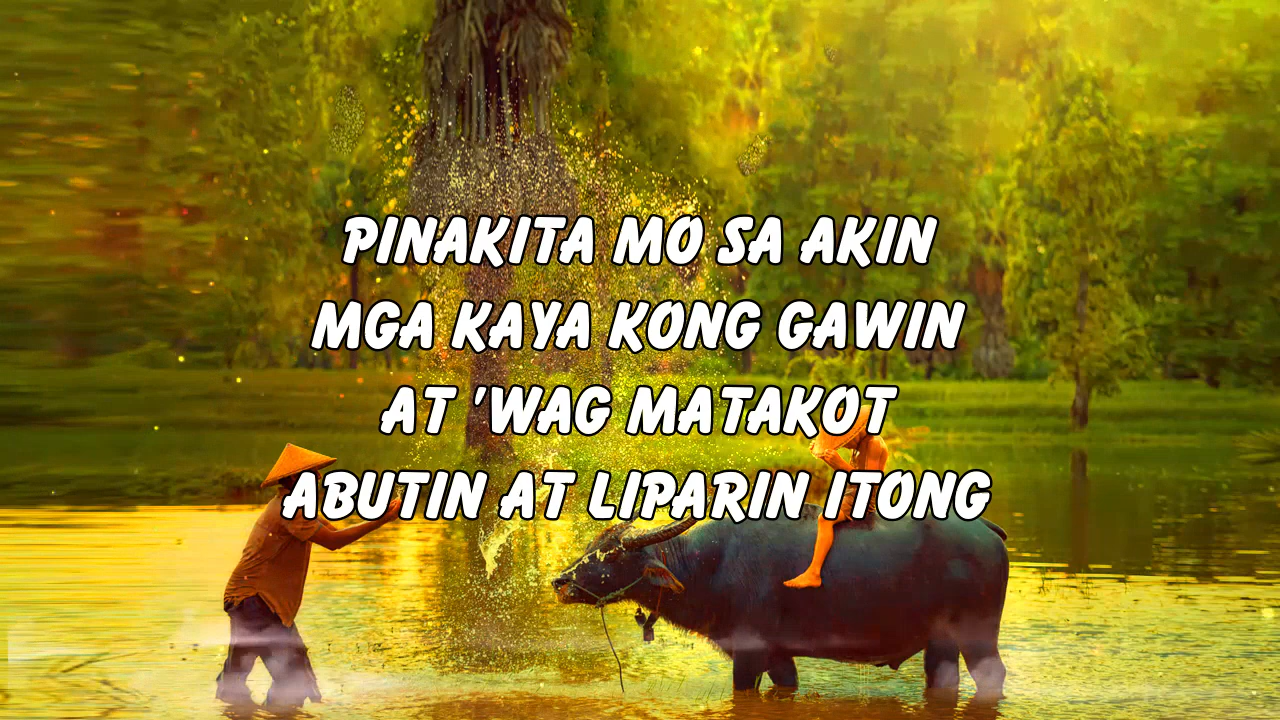 PINAKITA MO SA AKIN
MGA KAYA KONG GAWIN
AT 'WAG MATAKOT
ABUTIN AT LIPARIN ITONG